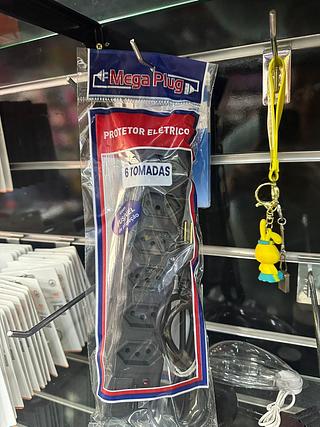 Mega Plug
PROTETOR ELÉTRICO
6 TOMADAS